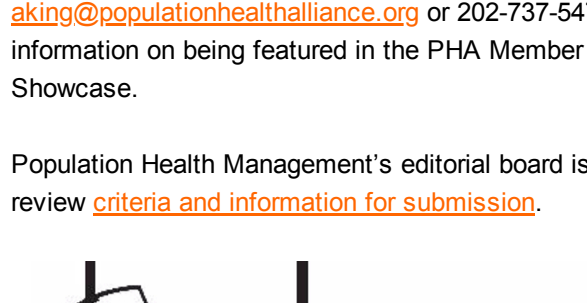 aking@populationhealthalliance.org or 202-737-547
information on being featured in the PHA Member
Showcase.
Population Health Management’s editorial board is
review criteria and information for submission.